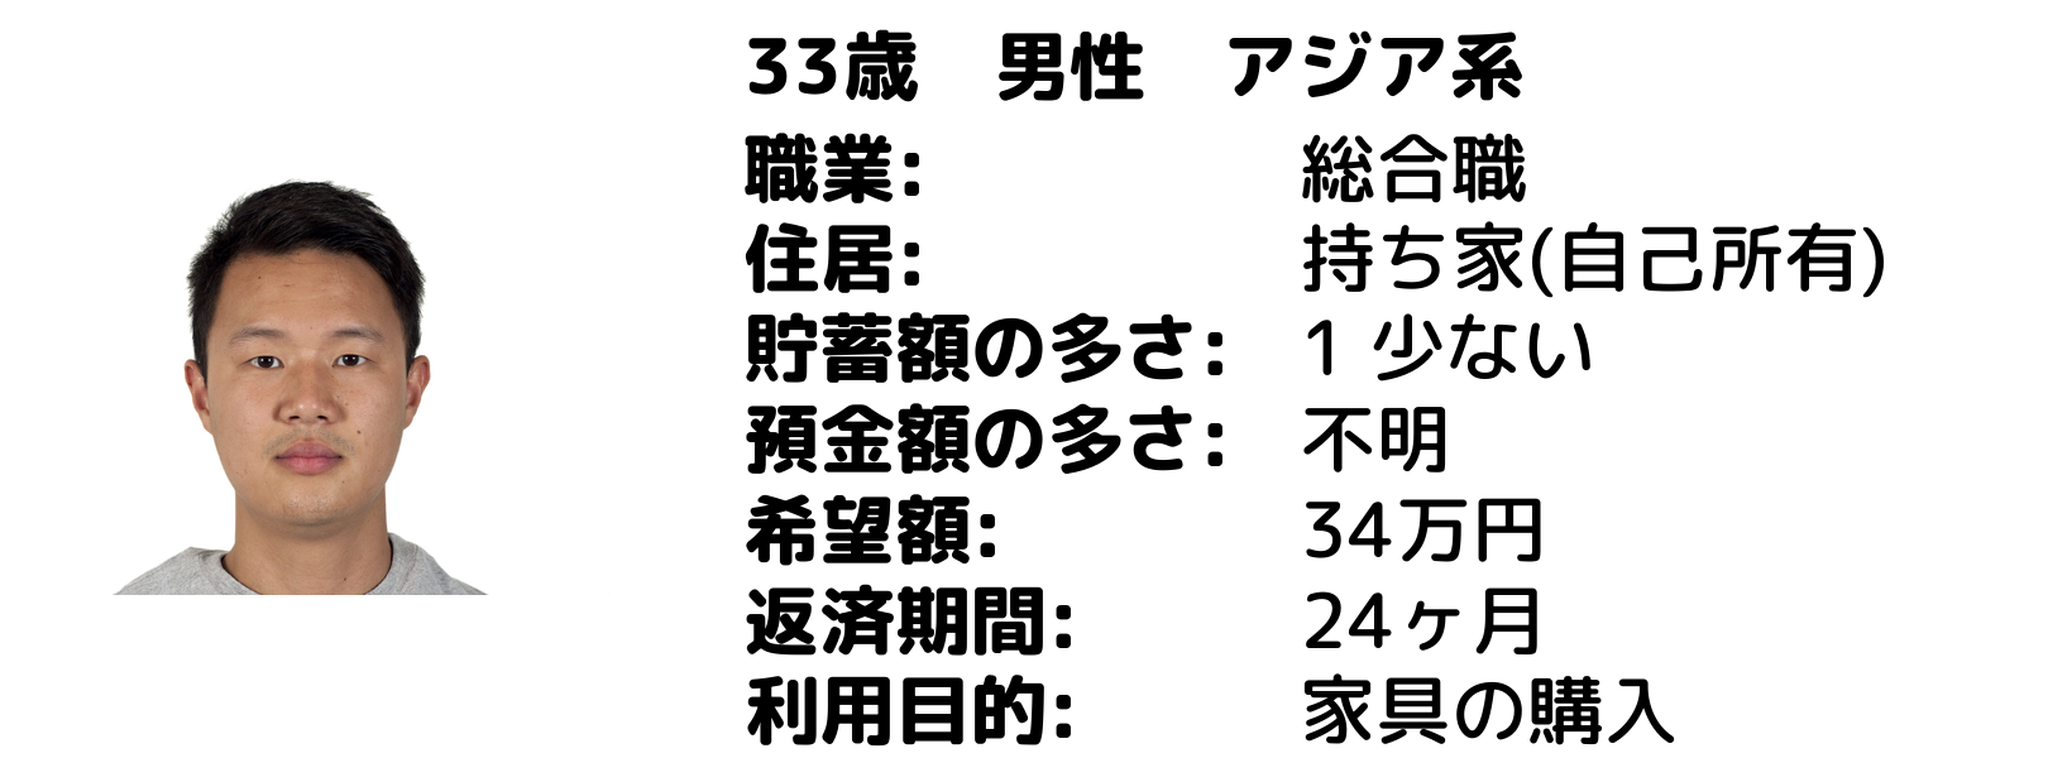 33歳　男性　アジア系
職業: 総合職
住居: 持ち家(自己所有)
貯蓄額の多さ: 1 少ない
預金額の多さ: 不明
希望額: 34万円
返済期間: 24ヶ月
利用目的: 家具の購入